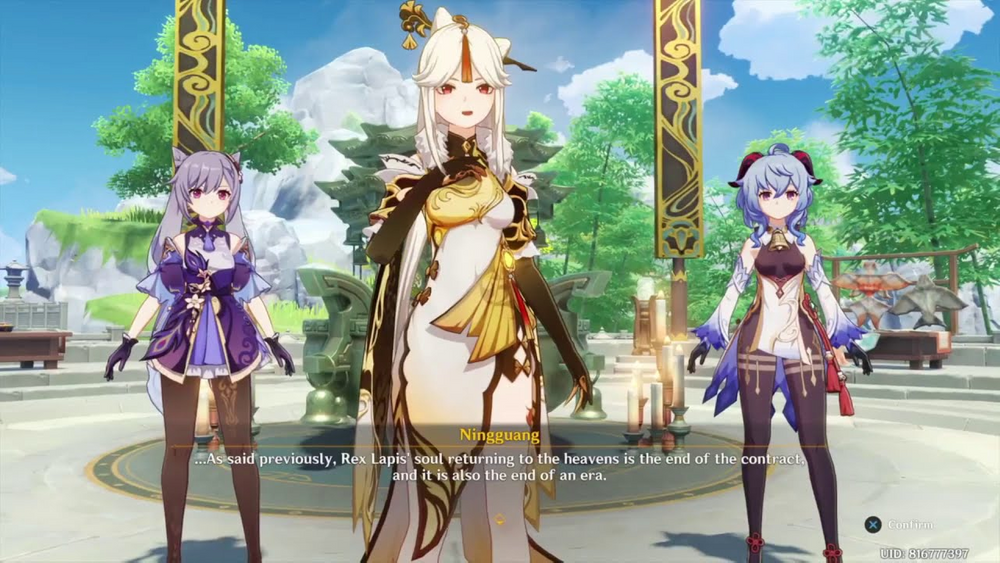 Ningguang
...As said previously, Rex Lapis' soul returning to the heavens is the end of the contract,
and it is also the end of an era.
Confirm
UID: 816777397